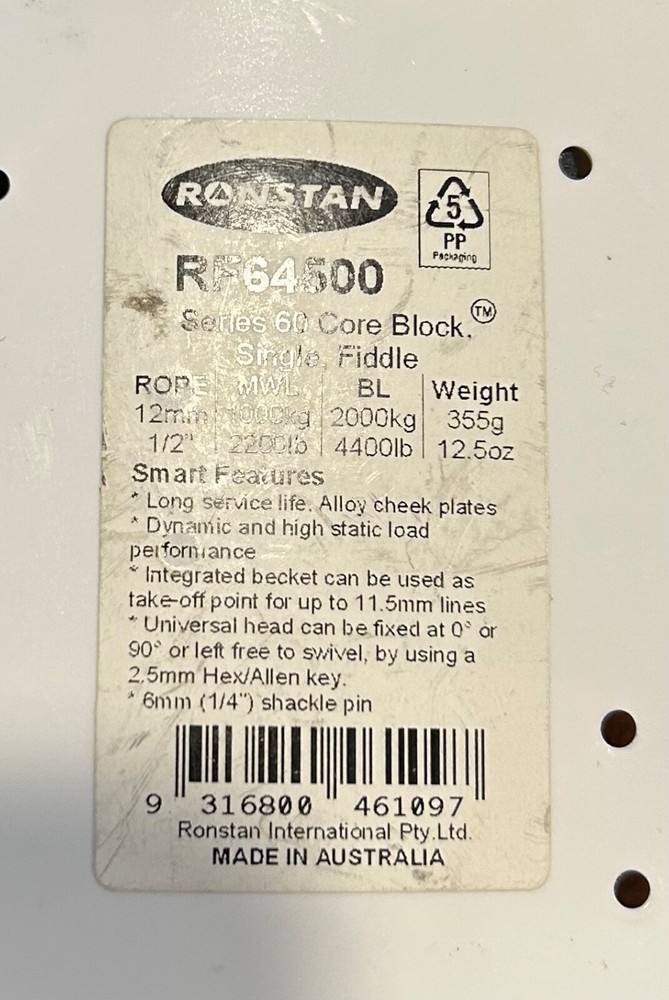 RONSTAN
5
PP
Packaging
RF64500
Series 60 Core Block,™
Single, Fiddle
ROPE MWL BL Weight
12mm 1000kg 2000kg 355g
1/2" 2200lb 4400lb 12.5oz
Smart Features
* Long service life. Alloy cheek plates
* Dynamic and high static load
performance
* Integrated becket can be used as
take-off point for up to 11.5mm lines
* Universal head can be fixed at 0° or
90° or left free to swivel, by using a
2.5mm Hex/Allen key.
* 6mm (1/4") shackle pin
9 316800 461097
Ronstan International Pty.Ltd.
MADE IN AUSTRALIA